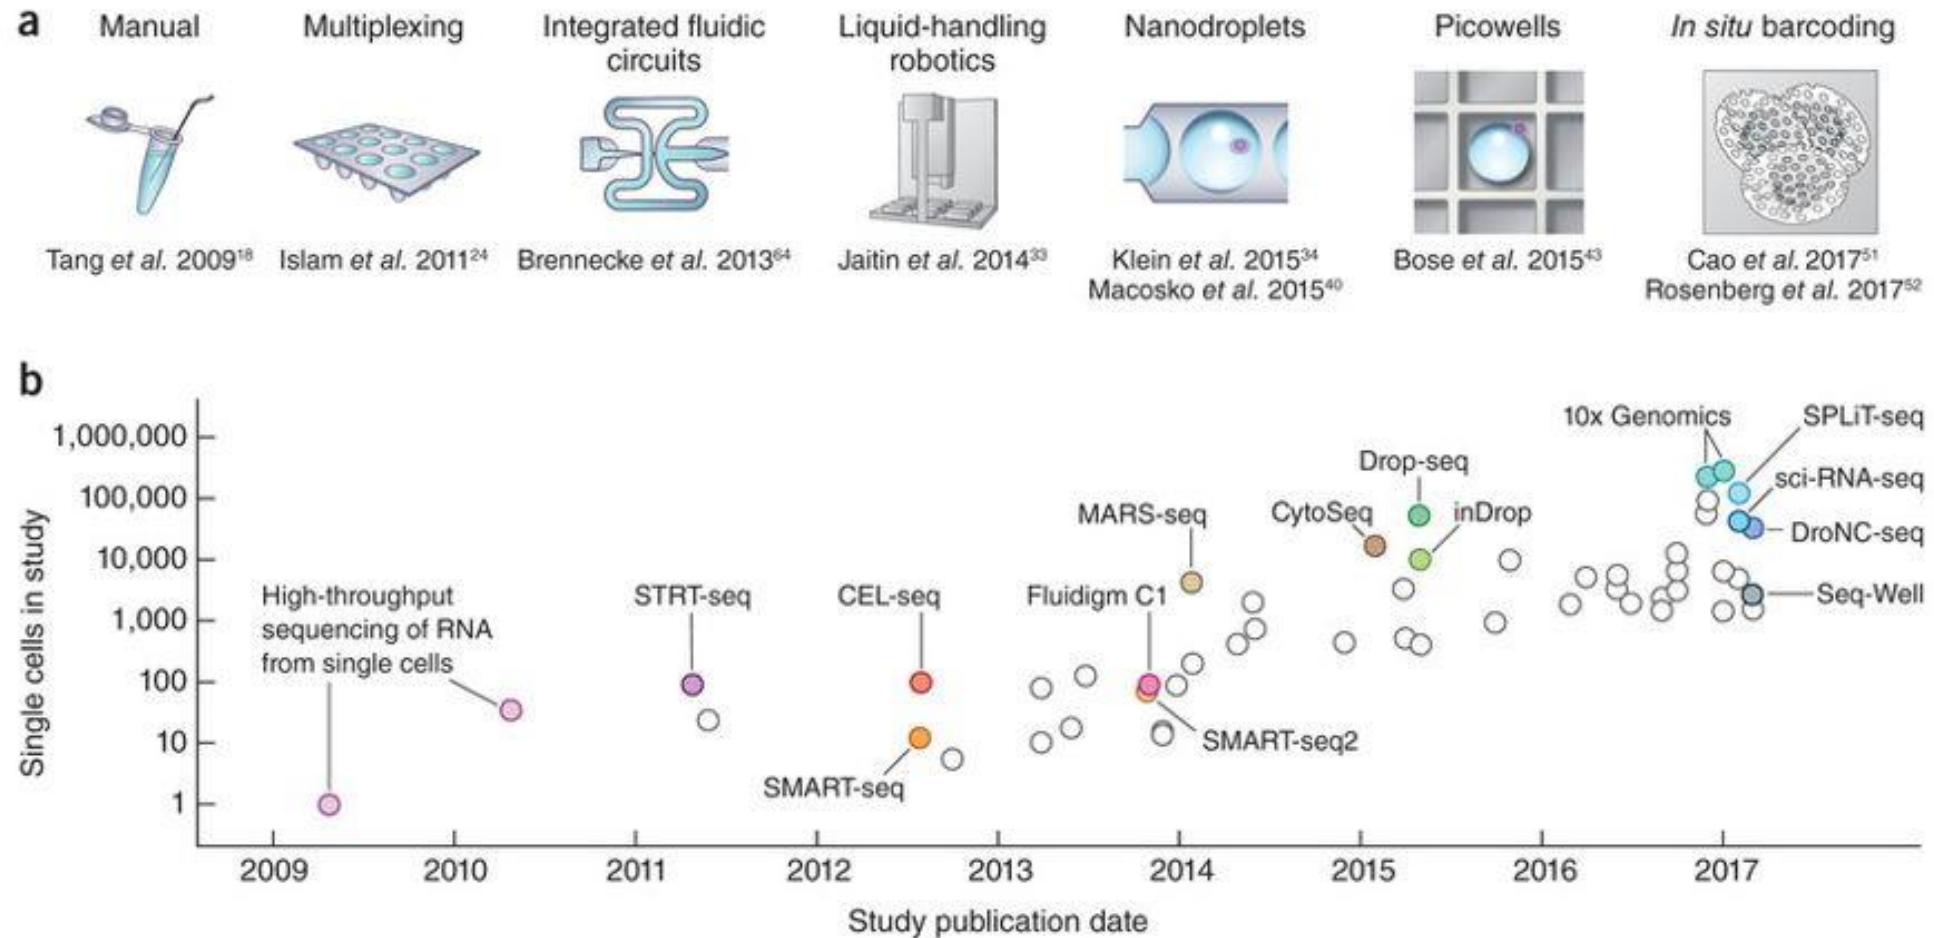 a
Manual
Multiplexing
Integrated fluidic
circuits
Liquid-handling
robotics
Nanodroplets
Picowells
In situ barcoding
Tang et al. 2009¹⁸
Islam et al. 2011²⁴
Brennecke et al. 2013⁶⁴
Jaitin et al. 2014³³
Klein et al. 2015³⁴
Macosko et al. 2015⁴⁰
Bose et al. 2015⁴³
Cao et al. 2017⁵¹
Rosenberg et al. 2017⁵²
b
Single cells in study
1,000,000
100,000
10,000
1,000
100
10
1
High-throughput
sequencing of RNA
from single cells
STRT-seq
CEL-seq
SMART-seq
Fluidigm C1
SMART-seq2
MARS-seq
CytoSeq
Drop-seq
inDrop
10x Genomics
SPLiT-seq
sci-RNA-seq
DroNC-seq
Seq-Well
2009
2010
2011
2012
2013
2014
2015
2016
2017
Study publication date